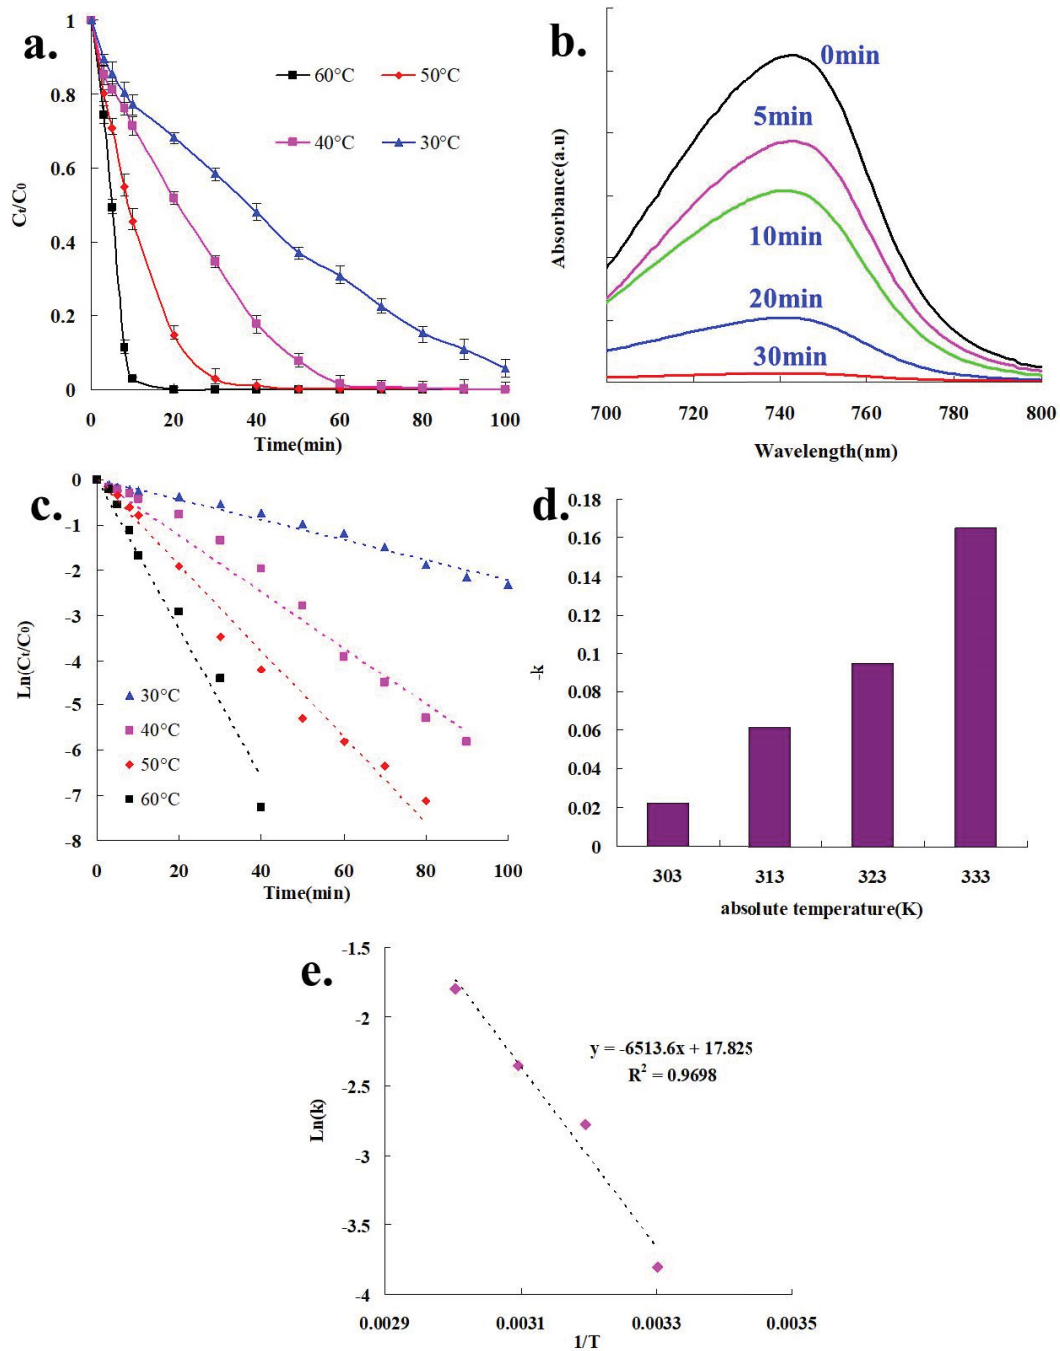 a.
1
0.8
0.6
0.4
0.2
0
Ct/C0
60°C
50°C
40°C
30°C
0 20 40 60 80 100
Time(min)
b.
Absorbance(a.u)
0min
5min
10min
20min
30min
700 720 740 760 780 800
Wavelength(nm)
c.
0
-1
-2
-3
-4
-5
-6
-7
-8
Ln(Ct/C0)
30°C
40°C
50°C
60°C
0 20 40 60 80 100
Time(min)
d.
0.18
0.16
0.14
0.12
0.1
0.08
0.06
0.04
0.02
0
-k
303 313 323 333
absolute temperature(K)
e.
-1.5
-2
-2.5
-3
-3.5
-4
Ln(k)
y = -6513.6x + 17.825
R² = 0.9698
0.0029 0.0031 0.0033 0.0035
1/T